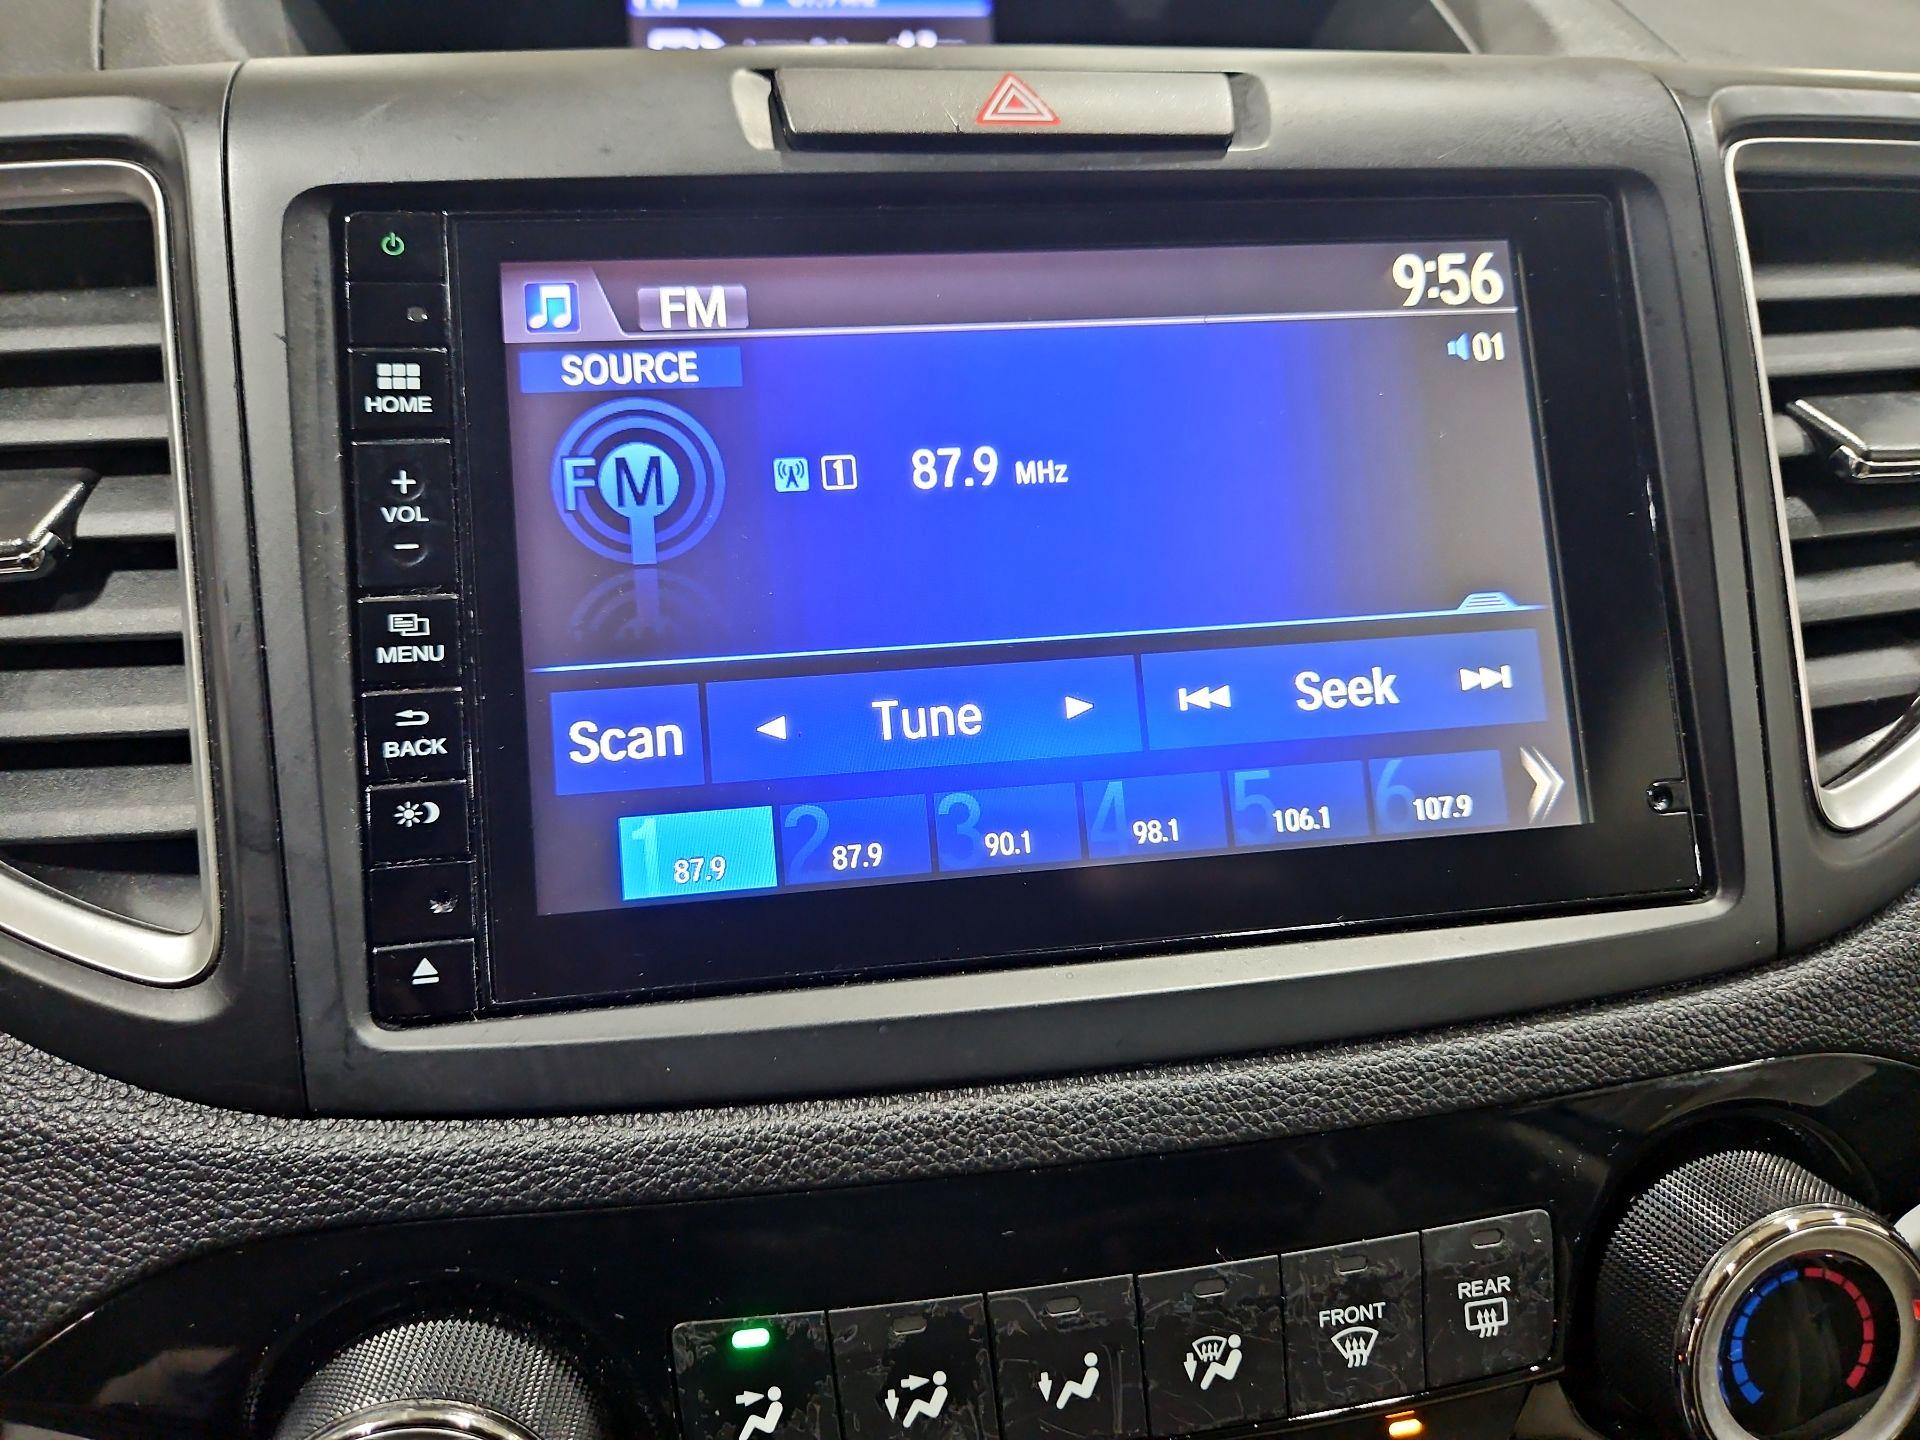 FM
9:56
SOURCE
01
FM
1 87.9 MHz
HOME
+
VOL
−
MENU
BACK
Scan
Tune
Seek
1 87.9
2 87.9
3 90.1
4 98.1
5 106.1
6 107.9
FRONT
REAR